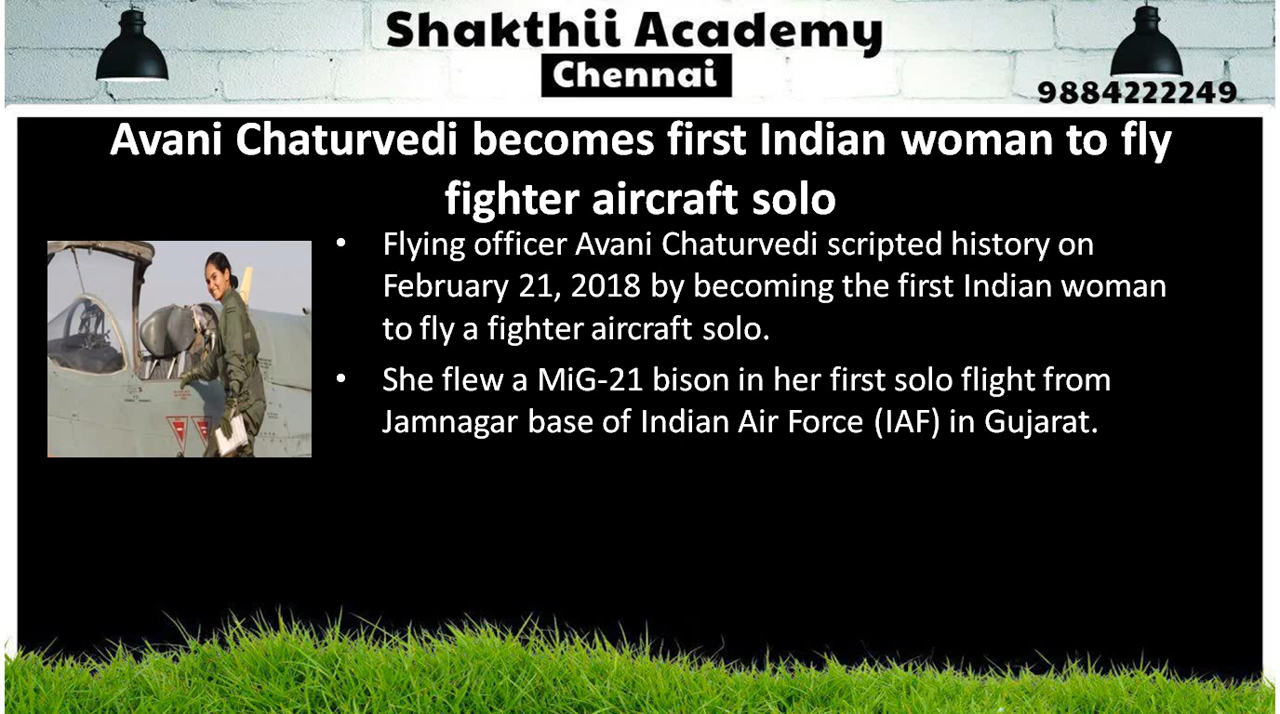 Shakthii Academy
Chennai
9884222249
Avani Chaturvedi becomes first Indian woman to fly
fighter aircraft solo
• Flying officer Avani Chaturvedi scripted history on
February 21, 2018 by becoming the first Indian woman
to fly a fighter aircraft solo.
• She flew a MiG-21 bison in her first solo flight from
Jamnagar base of Indian Air Force (IAF) in Gujarat.